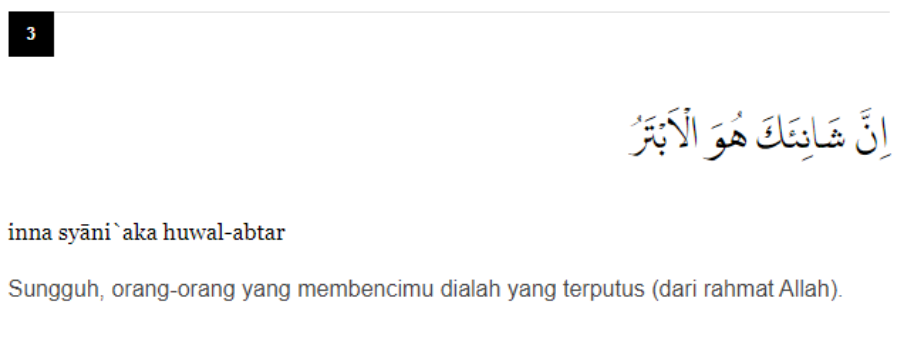 3
اِنَّ شَانِئَكَ هُوَ الْاَبْتَرُ
inna syāni`aka huwal-abtar
Sungguh, orang-orang yang membencimu dialah yang terputus (dari rahmat Allah).